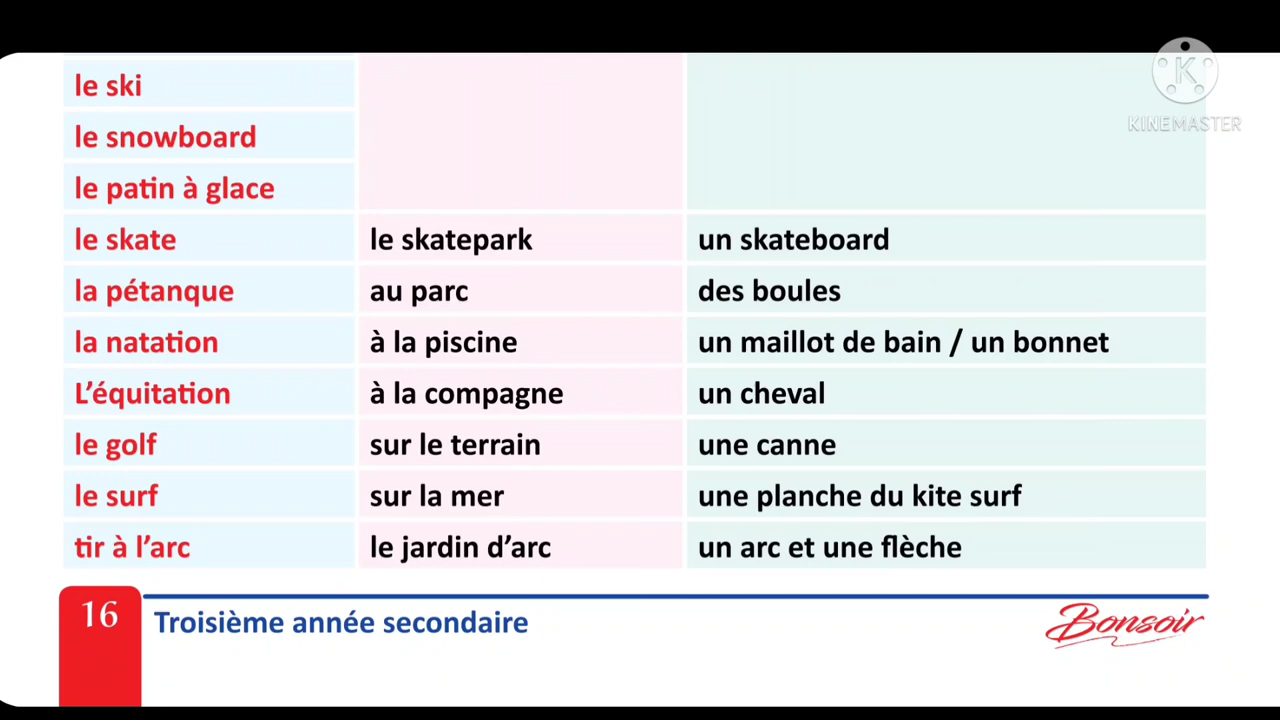 le ski
KINEMASTER
le snowboard
le patin à glace
le skate le skatepark un skateboard
la pétanque au parc des boules
la natation à la piscine un maillot de bain / un bonnet
L’équitation à la compagne un cheval
le golf sur le terrain une canne
le surf sur la mer une planche du kite surf
tir à l’arc le jardin d’arc un arc et une flèche
16 Troisième année secondaire Bonsoir